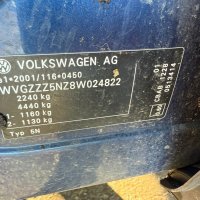 VOLKSWAGEN AG
e1*2001/116*0450
WVGZZZ5NZ8W024822
2240 kg
4440 kg
1- 1160 kg
2- 1130 kg
Typ 5N